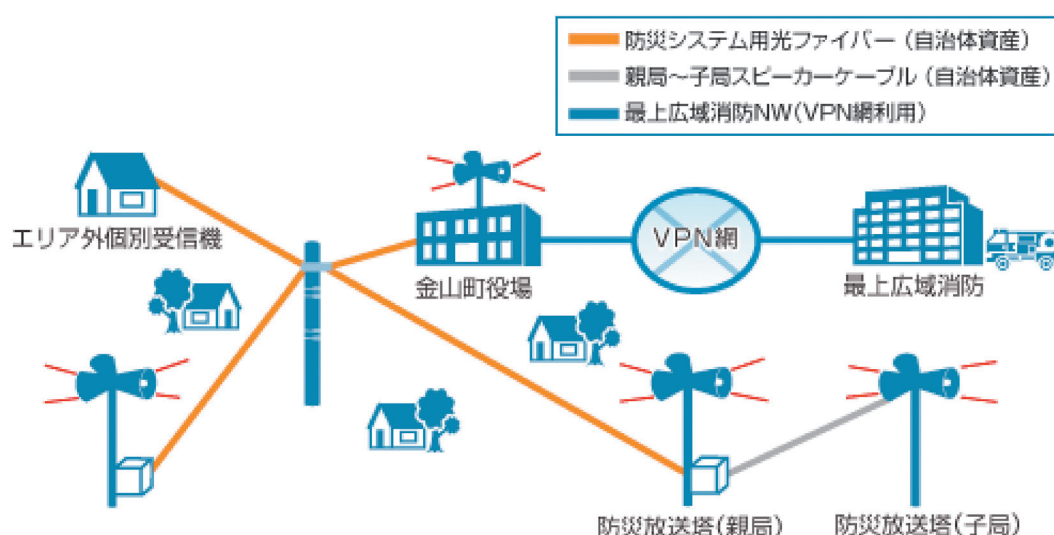 防災システム用光ファイバー（自治体資産）
親局～子局スピーカーケーブル（自治体資産）
最上広域消防NW（VPN網利用）
エリア外個別受信機
金山町役場
VPN網
最上広域消防
防災放送塔（親局）
防災放送塔（子局）